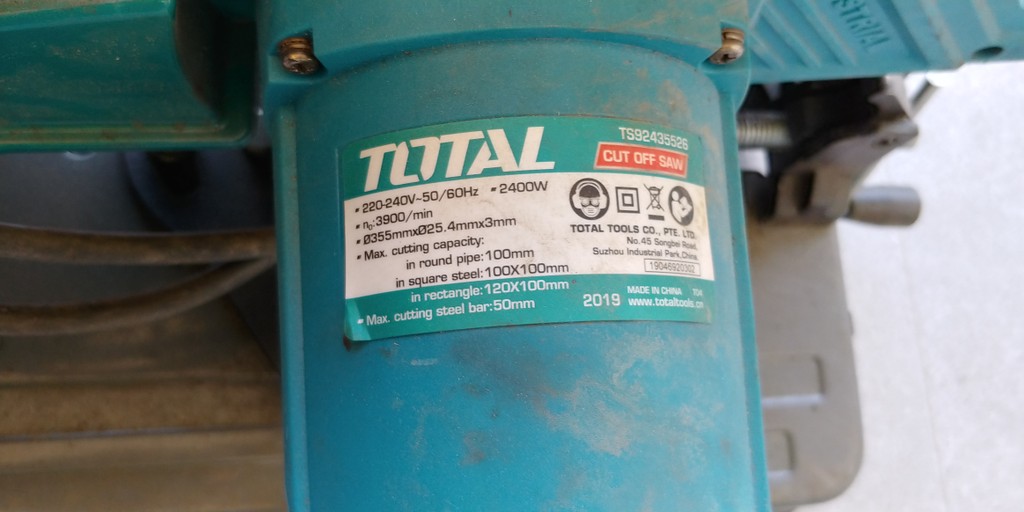 TOTAL
TS92435526
CUT OFF SAW
▪ 220-240V~50/60Hz ▪ 2400W
▪ n₀:3900/min
▪ Ø355mmxØ25.4mmx3mm
▪ Max. cutting capacity:
in round pipe:100mm
in square steel:100X100mm
in rectangle:120X100mm
▪ Max. cutting steel bar:50mm
TOTAL TOOLS CO., PTE. LTD.
No.45 Songbei Road,
Suzhou Industrial Park,China.
19046920302
MADE IN CHINA
2019 www.totaltools.cn